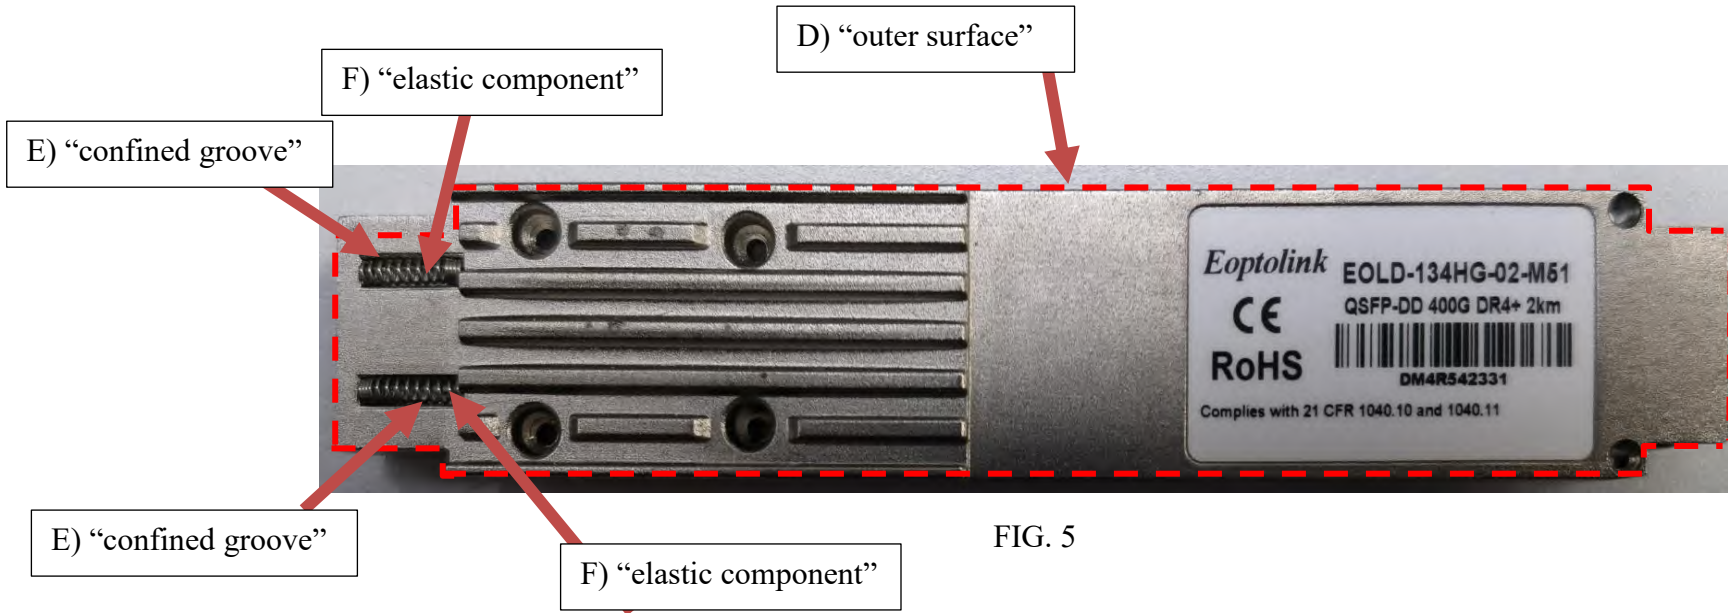 D) “outer surface”
F) “elastic component”
E) “confined groove”
Eoptolink
EOLD-134HG-02-M51
QSFP-DD 400G DR4+ 2km
CE
RoHS
DM4R542331
Complies with 21 CFR 1040.10 and 1040.11
E) “confined groove”
FIG. 5
F) “elastic component”